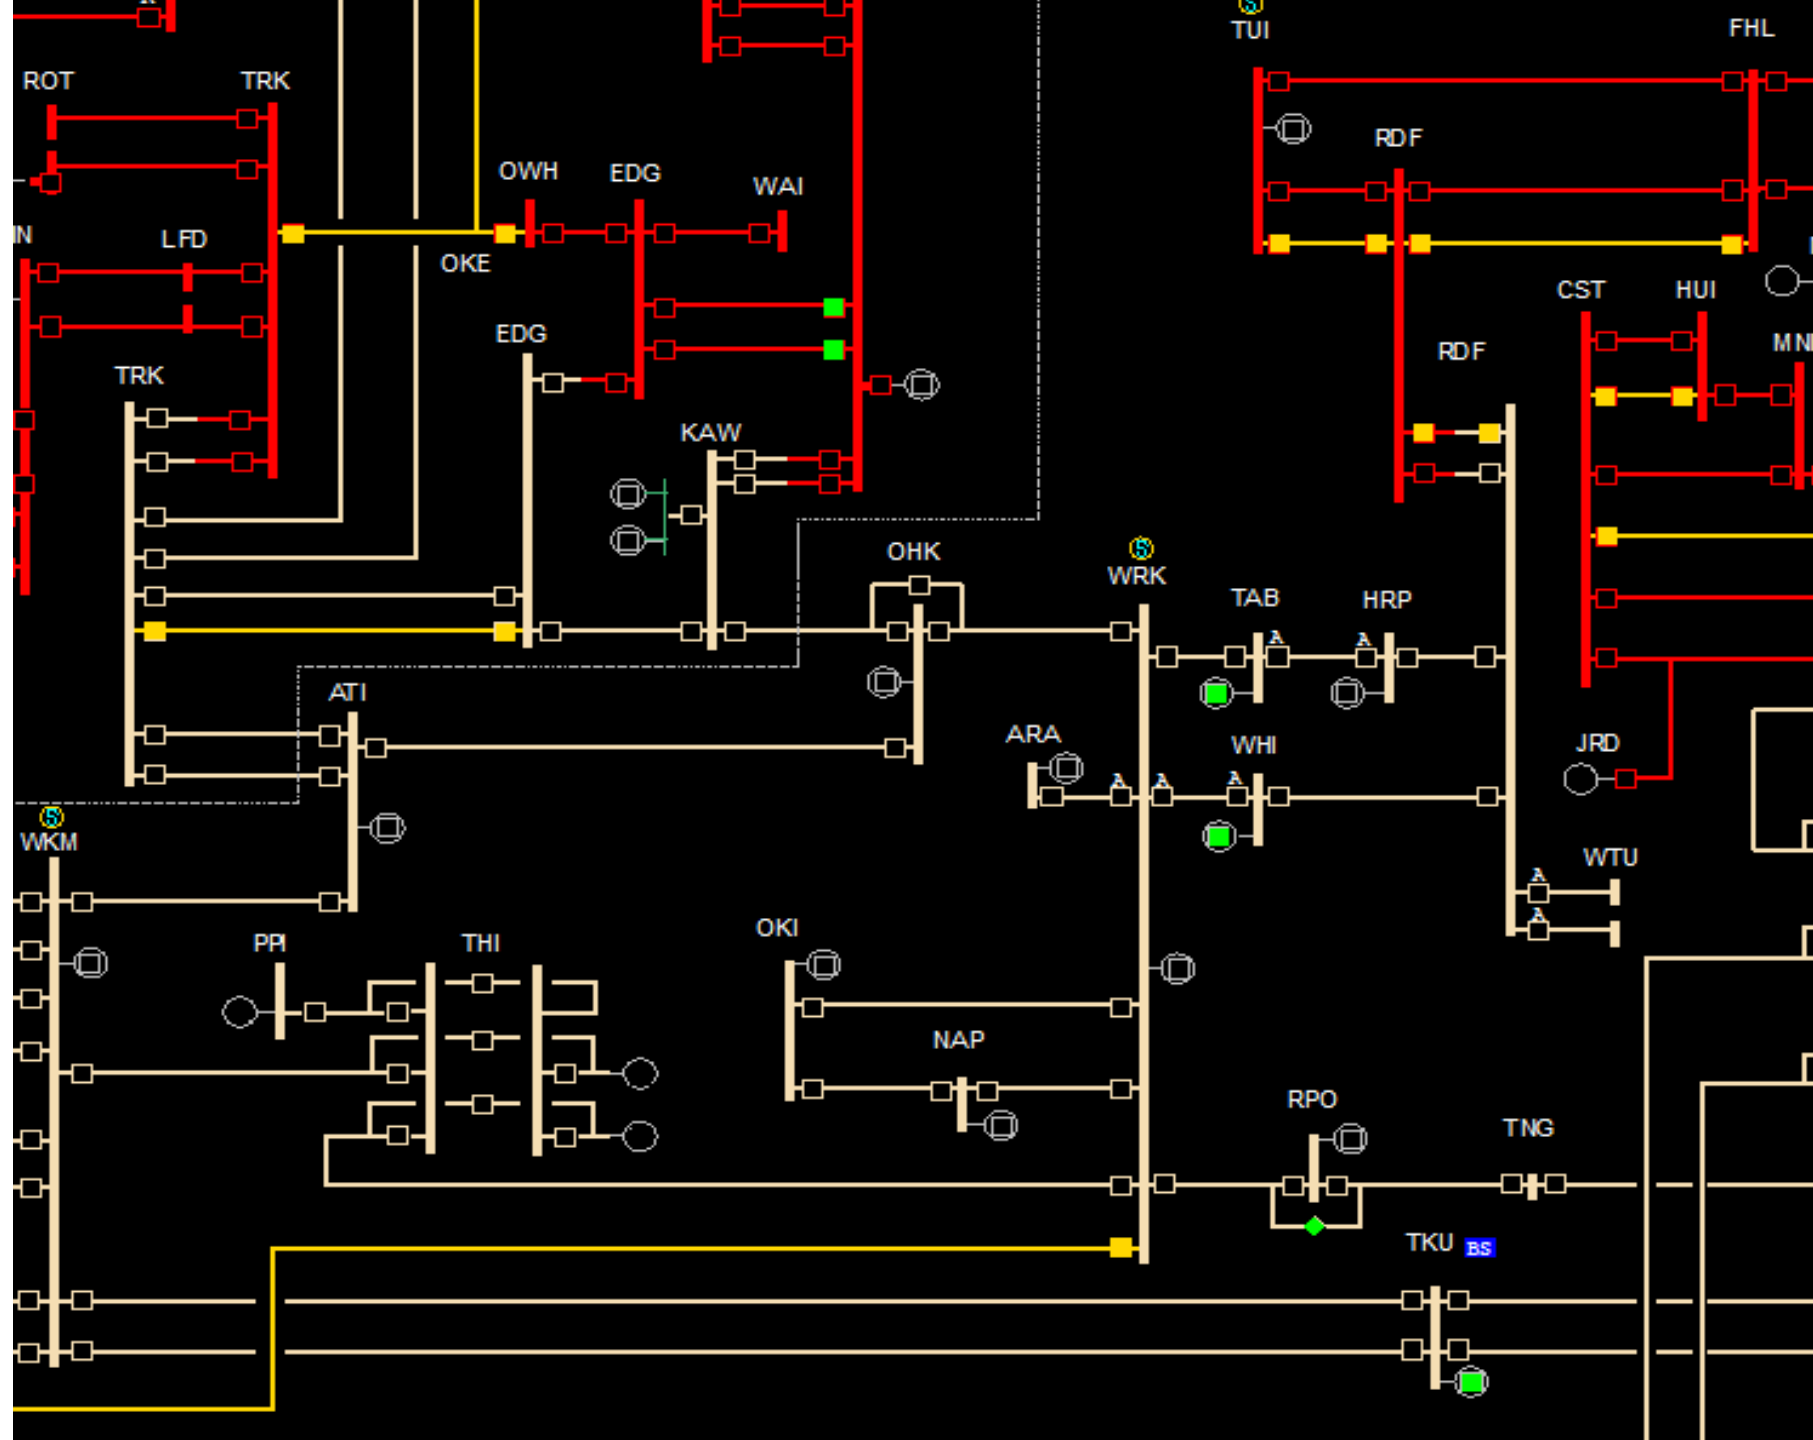 S
TUI
FHL
ROT
TRK
RDF
OWH
EDG
WAI
IN
LFD
OKE
CST
HUI
EDG
RDF
MN
TRK
KAW
OHK
S
WRK
TAB
HRP
A
A
ATI
ARA
WHI
JRD
A
A
A
S
WKM
WTU
A
A
PPI
THI
OKI
NAP
RPO
TNG
TKU
BS